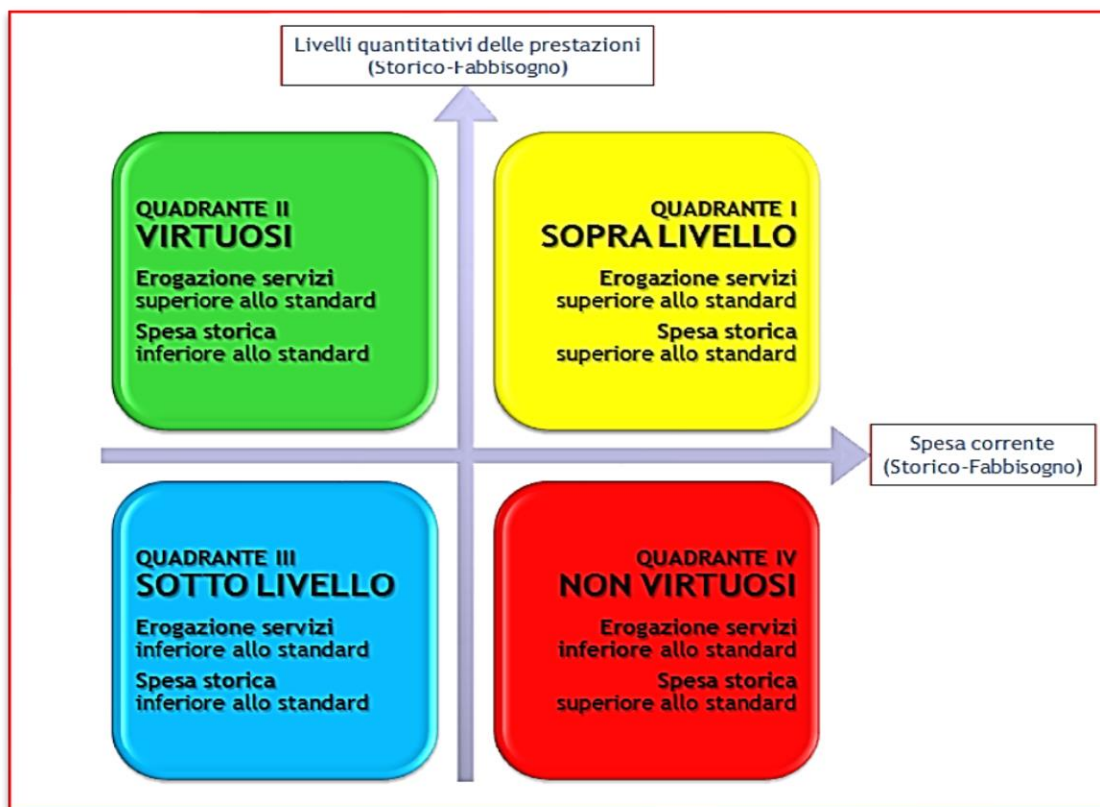 Livelli quantitativi delle prestazioni
(Storico-Fabbisogno)
QUADRANTE II
VIRTUOSI
Erogazione servizi
superiore allo standard
Spesa storica
inferiore allo standard
QUADRANTE I
SOPRA LIVELLO
Erogazione servizi
superiore allo standard
Spesa storica
superiore allo standard
Spesa corrente
(Storico-Fabbisogno)
QUADRANTE III
SOTTO LIVELLO
Erogazione servizi
inferiore allo standard
Spesa storica
inferiore allo standard
QUADRANTE IV
NON VIRTUOSI
Erogazione servizi
inferiore allo standard
Spesa storica
superiore allo standard